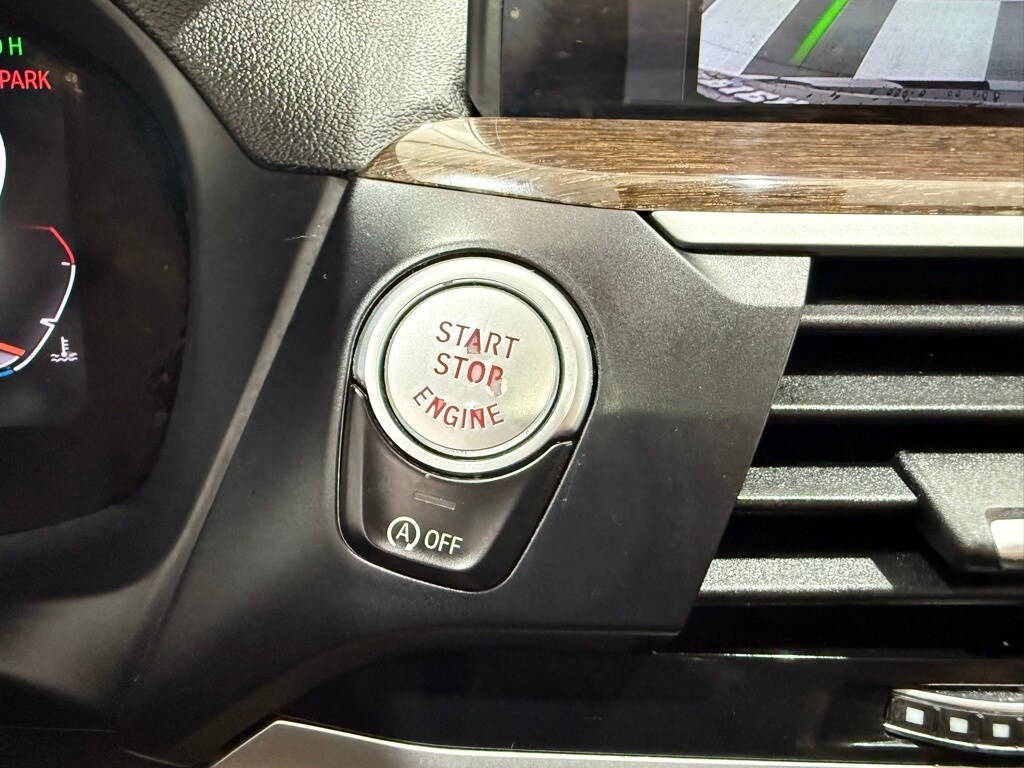 H
PARK
START
STOP
ENGINE
A OFF